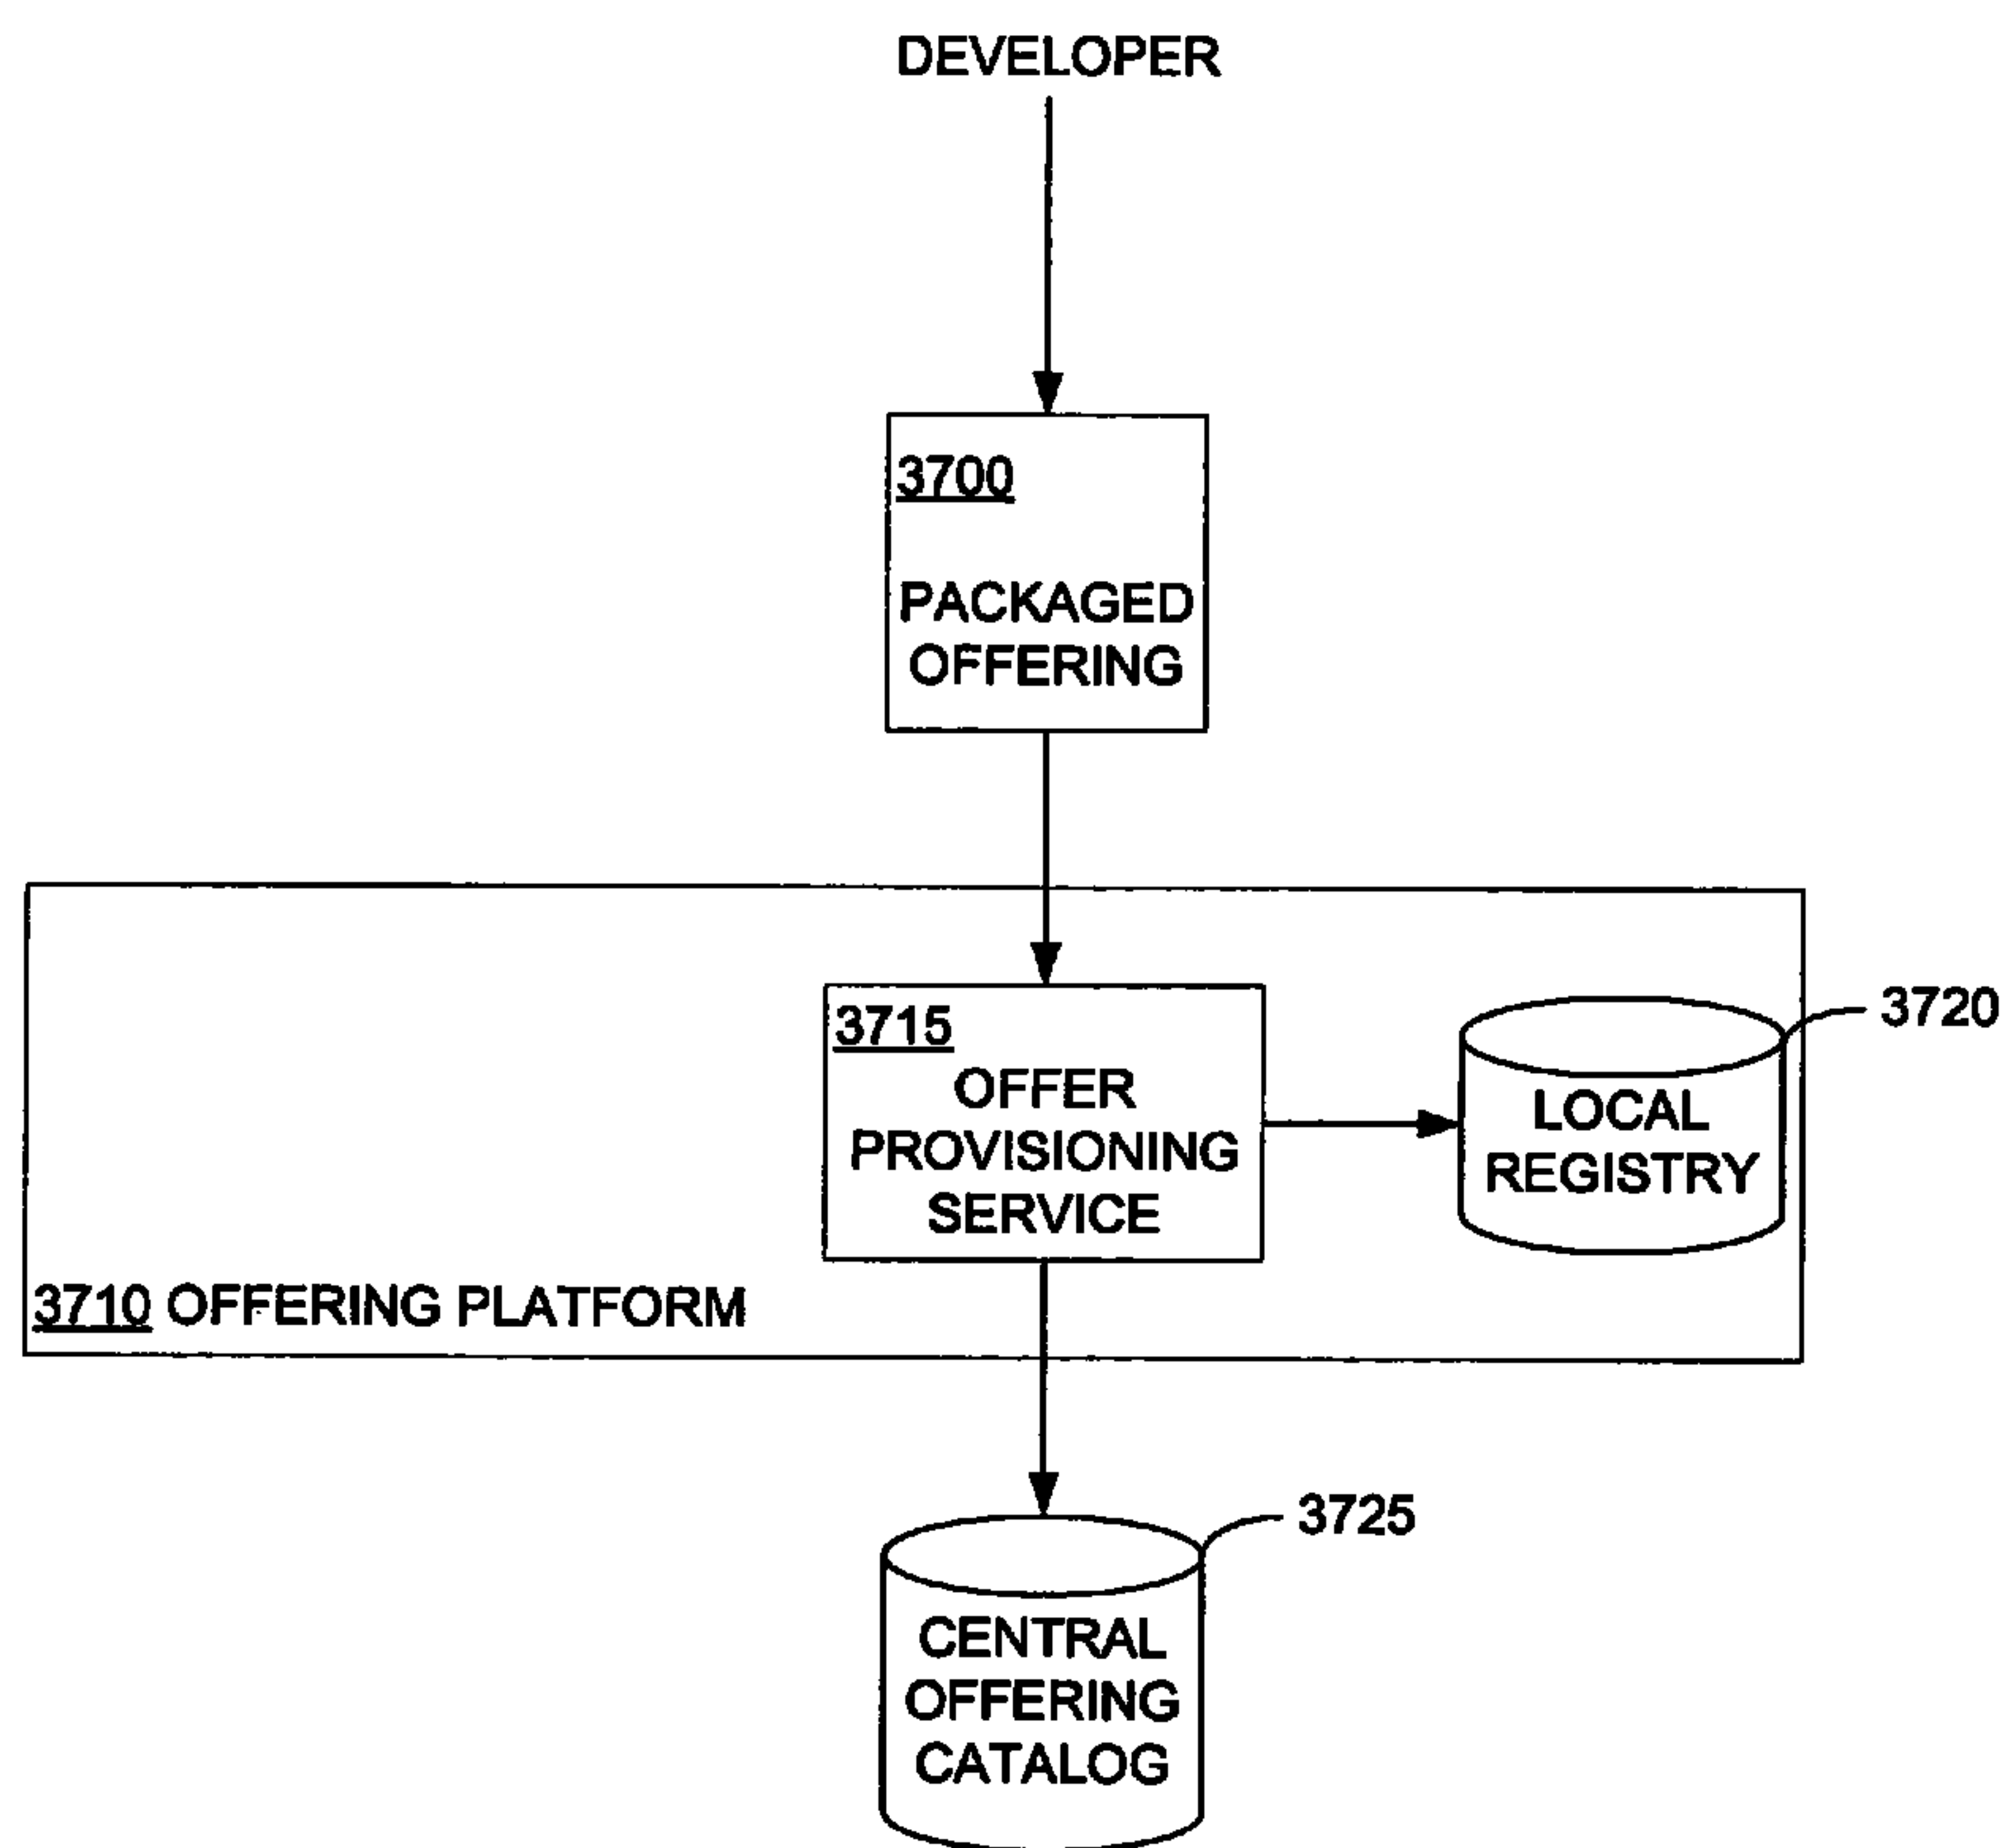 DEVELOPER
3700
PACKAGED
OFFERING
3715
OFFER
PROVISIONING
SERVICE
3720
LOCAL
REGISTRY
3710 OFFERING PLATFORM
3725
CENTRAL
OFFERING
CATALOG